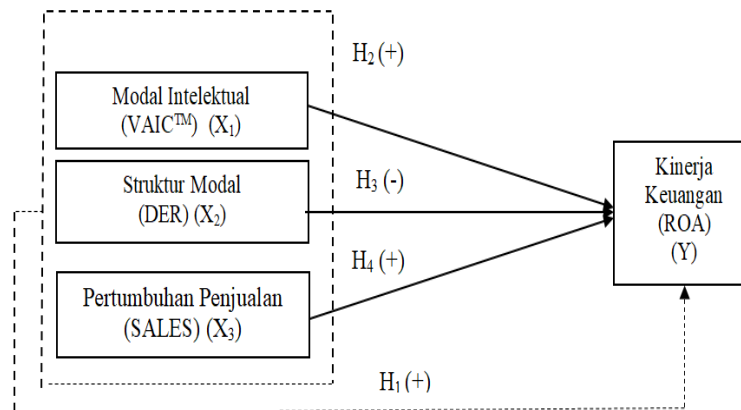 H₂ (+)
Modal Intelektual
(VAIC™) (X₁)
Struktur Modal
(DER) (X₂)
H₃ (-)
Kinerja
Keuangan
(ROA)
(Y)
H₄ (+)
Pertumbuhan Penjualan
(SALES) (X₃)
H₁ (+)